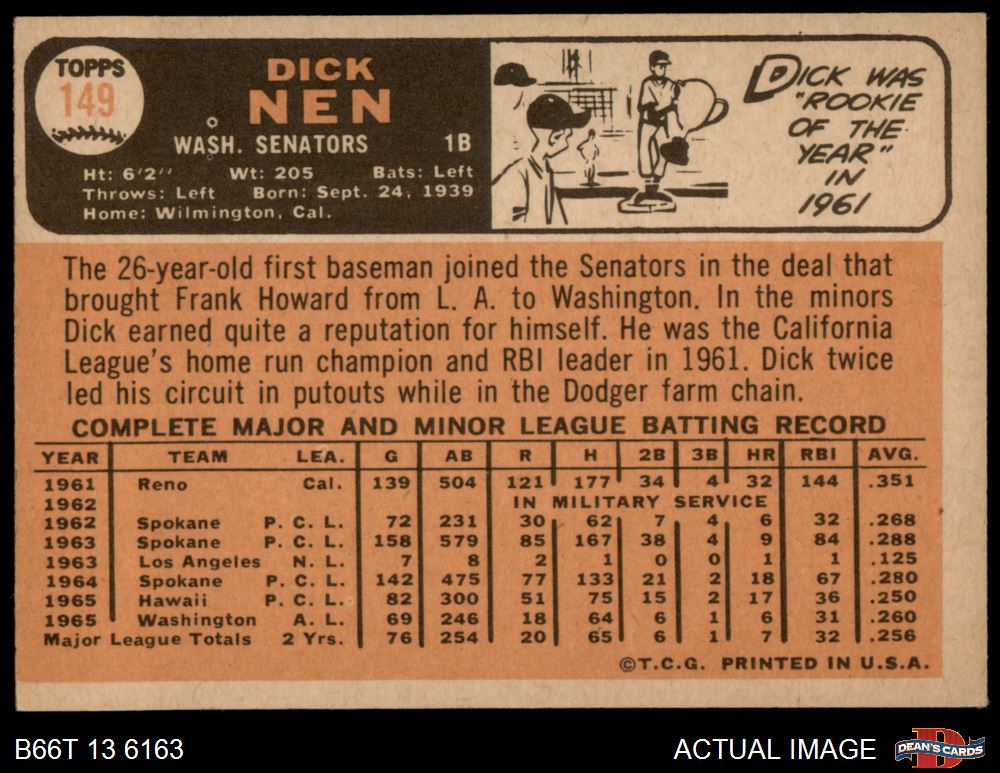 TOPPS
149
DICK
NEN
WASH. SENATORS 1B
Ht: 6'2" Wt: 205 Bats: Left
Throws: Left Born: Sept. 24, 1939
Home: Wilmington, Cal.
DICK WAS
"ROOKIE
OF THE
YEAR"
IN
1961
The 26-year-old first baseman joined the Senators in the deal that
brought Frank Howard from L. A. to Washington. In the minors
Dick earned quite a reputation for himself. He was the California
League's home run champion and RBI leader in 1961. Dick twice
led his circuit in putouts while in the Dodger farm chain.
COMPLETE MAJOR AND MINOR LEAGUE BATTING RECORD
YEAR TEAM LEA. G AB R H 2B 3B HR RBI AVG.
1961 Reno Cal. 139 504 121 177 34 4 32 144 .351
1962 IN MILITARY SERVICE
1962 Spokane P. C. L. 72 231 30 62 7 4 6 32 .268
1963 Spokane P. C. L. 158 579 85 167 38 4 9 84 .288
1963 Los Angeles N. L. 7 8 2 1 0 0 1 1 .125
1964 Spokane P. C. L. 142 475 77 133 21 2 18 67 .280
1965 Hawaii P. C. L. 82 300 51 75 15 2 17 36 .250
1965 Washington A. L. 69 246 18 64 6 1 6 31 .260
Major League Totals 2 Yrs. 76 254 20 65 6 1 7 32 .256
©T.C.G. PRINTED IN U.S.A.
B66T 13 6163 ACTUAL IMAGE
DEAN'S CARDS